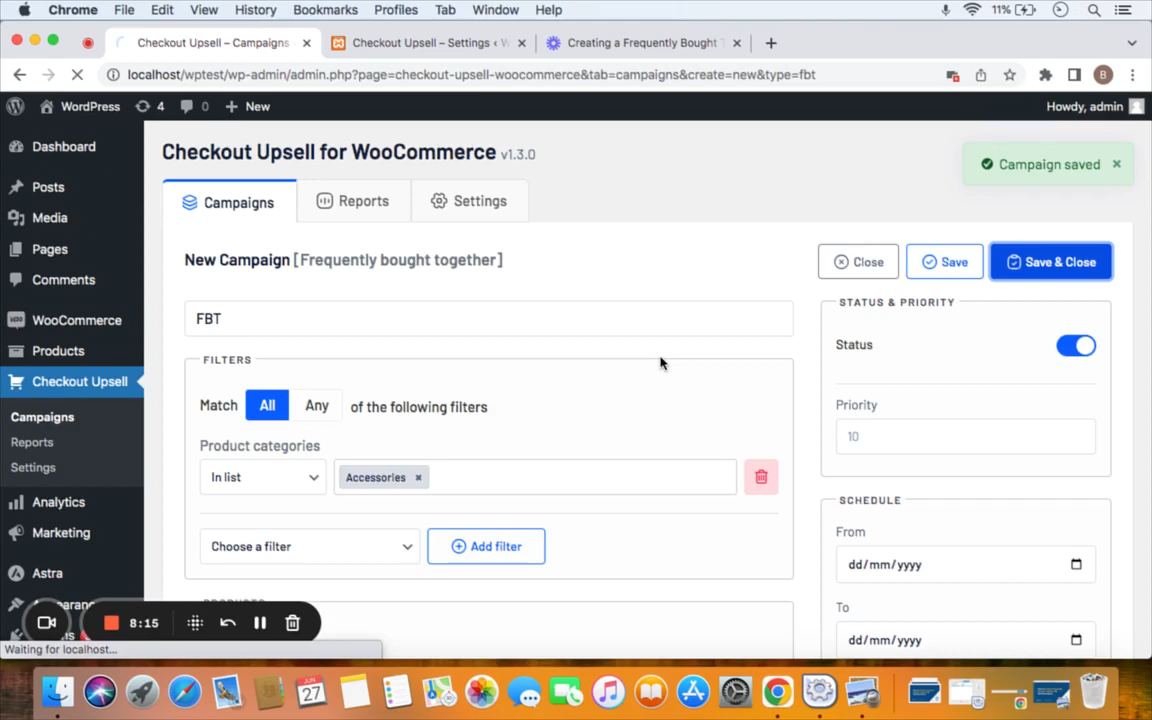 Chrome File Edit View History Bookmarks Profiles Tab Window Help 11%
Checkout Upsell – Campaigns
Checkout Upsell – Settings ‹ W
Creating a Frequently Bought T
localhost/wptest/wp-admin/admin.php?page=checkout-upsell-woocommerce&tab=campaigns&create=new&type=fbt
B
WordPress 4 0 New Howdy, admin
Dashboard
Posts
Media
Pages
Comments
WooCommerce
Products
Checkout Upsell
Campaigns
Reports
Settings
Analytics
Marketing
Astra
Checkout Upsell for WooCommerce v1.3.0
Campaign saved
Campaigns Reports Settings
New Campaign [Frequently bought together]
Close Save Save & Close
FBT
FILTERS
Match All Any of the following filters
Product categories
In list Accessories
Choose a filter Add filter
STATUS & PRIORITY
Status
Priority
10
SCHEDULE
From
dd/mm/yyyy
To
dd/mm/yyyy
8:15
Waiting for localhost...
JUN
27